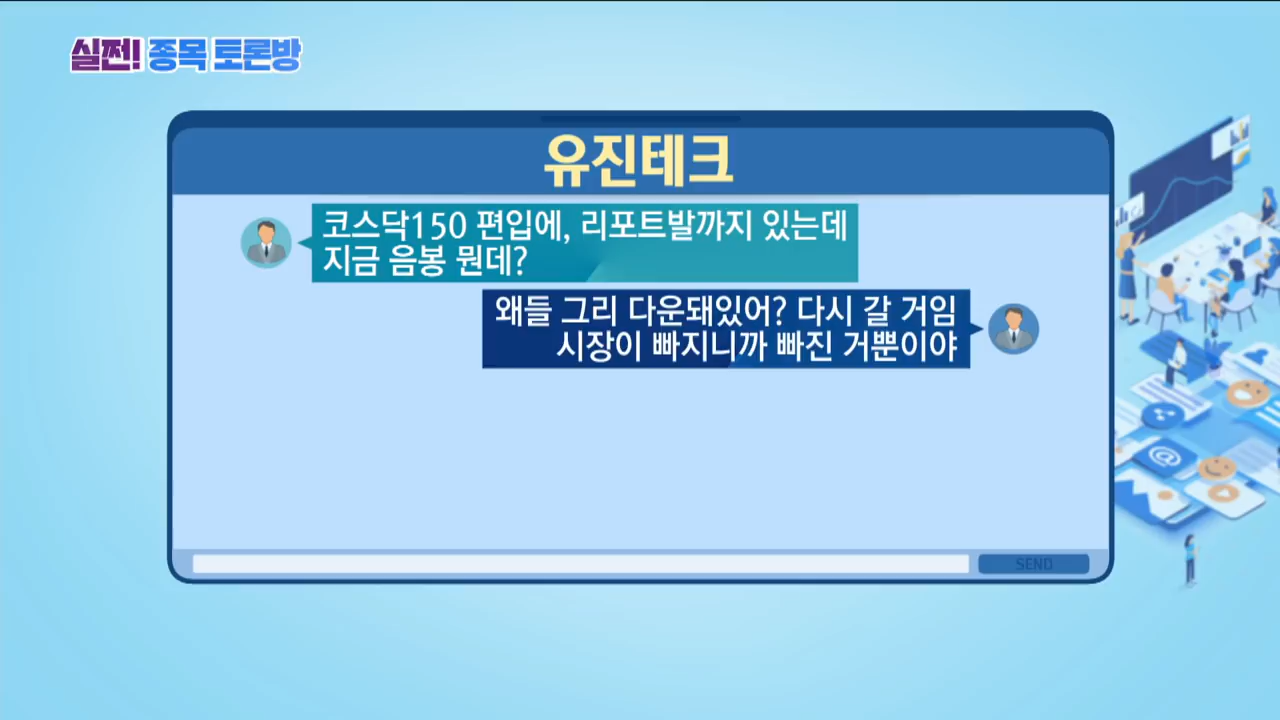 실쩐! 종목 토론방
유진테크
코스닥150 편입에, 리포트발까지 있는데
지금 음봉 뭔데?
왜들 그리 다운돼있어? 다시 갈 거임
시장이 빠지니까 빠진 거뿐이야
SEND